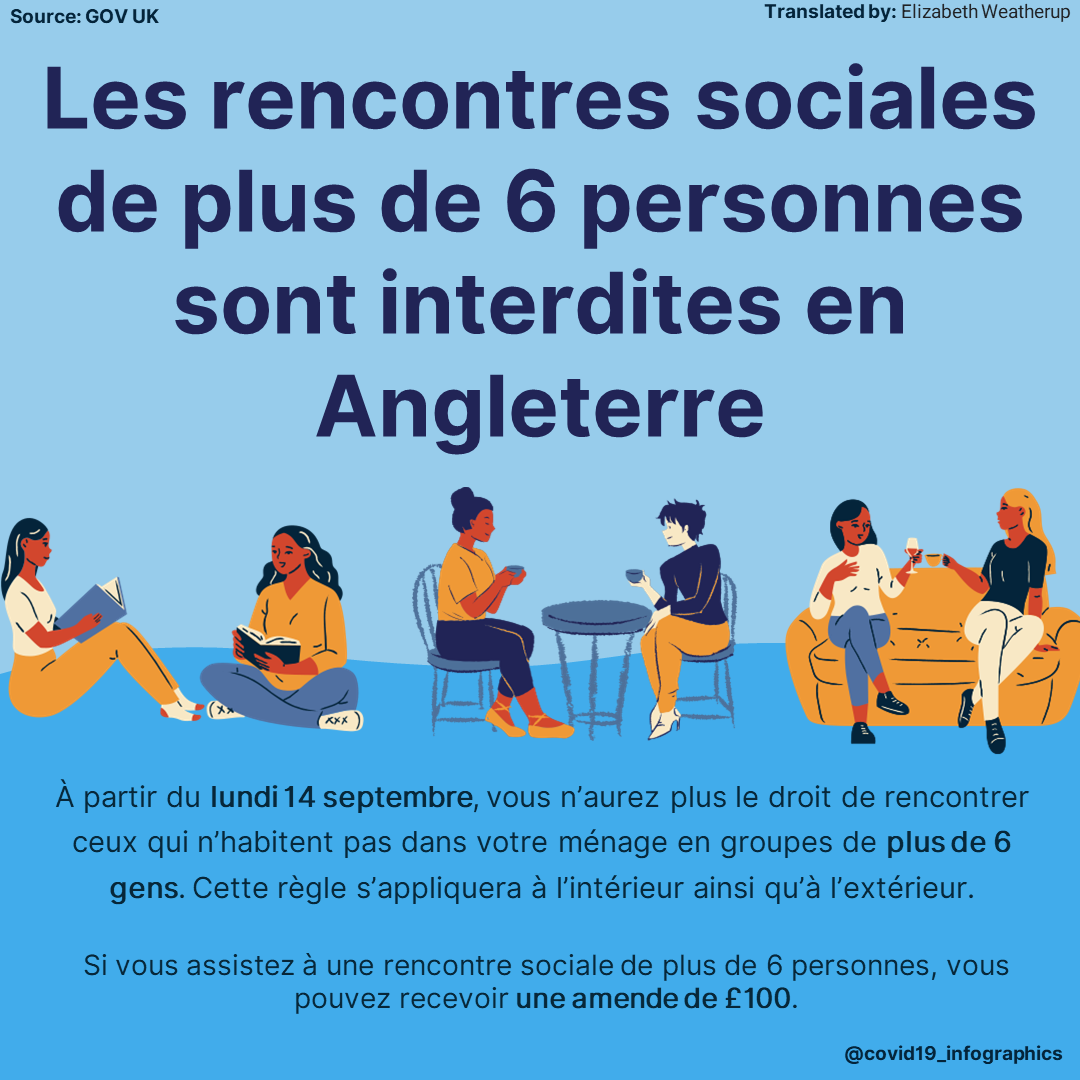 Source: GOV UK
Translated by: Elizabeth Weatherup
Les rencontres sociales
de plus de 6 personnes
sont interdites en
Angleterre
À partir du lundi 14 septembre, vous n’aurez plus le droit de rencontrer
ceux qui n’habitent pas dans votre ménage en groupes de plus de 6
gens. Cette règle s’appliquera à l’intérieur ainsi qu’à l’extérieur.
Si vous assistez à une rencontre sociale de plus de 6 personnes, vous
pouvez recevoir une amende de £100.
@covid19_infographics